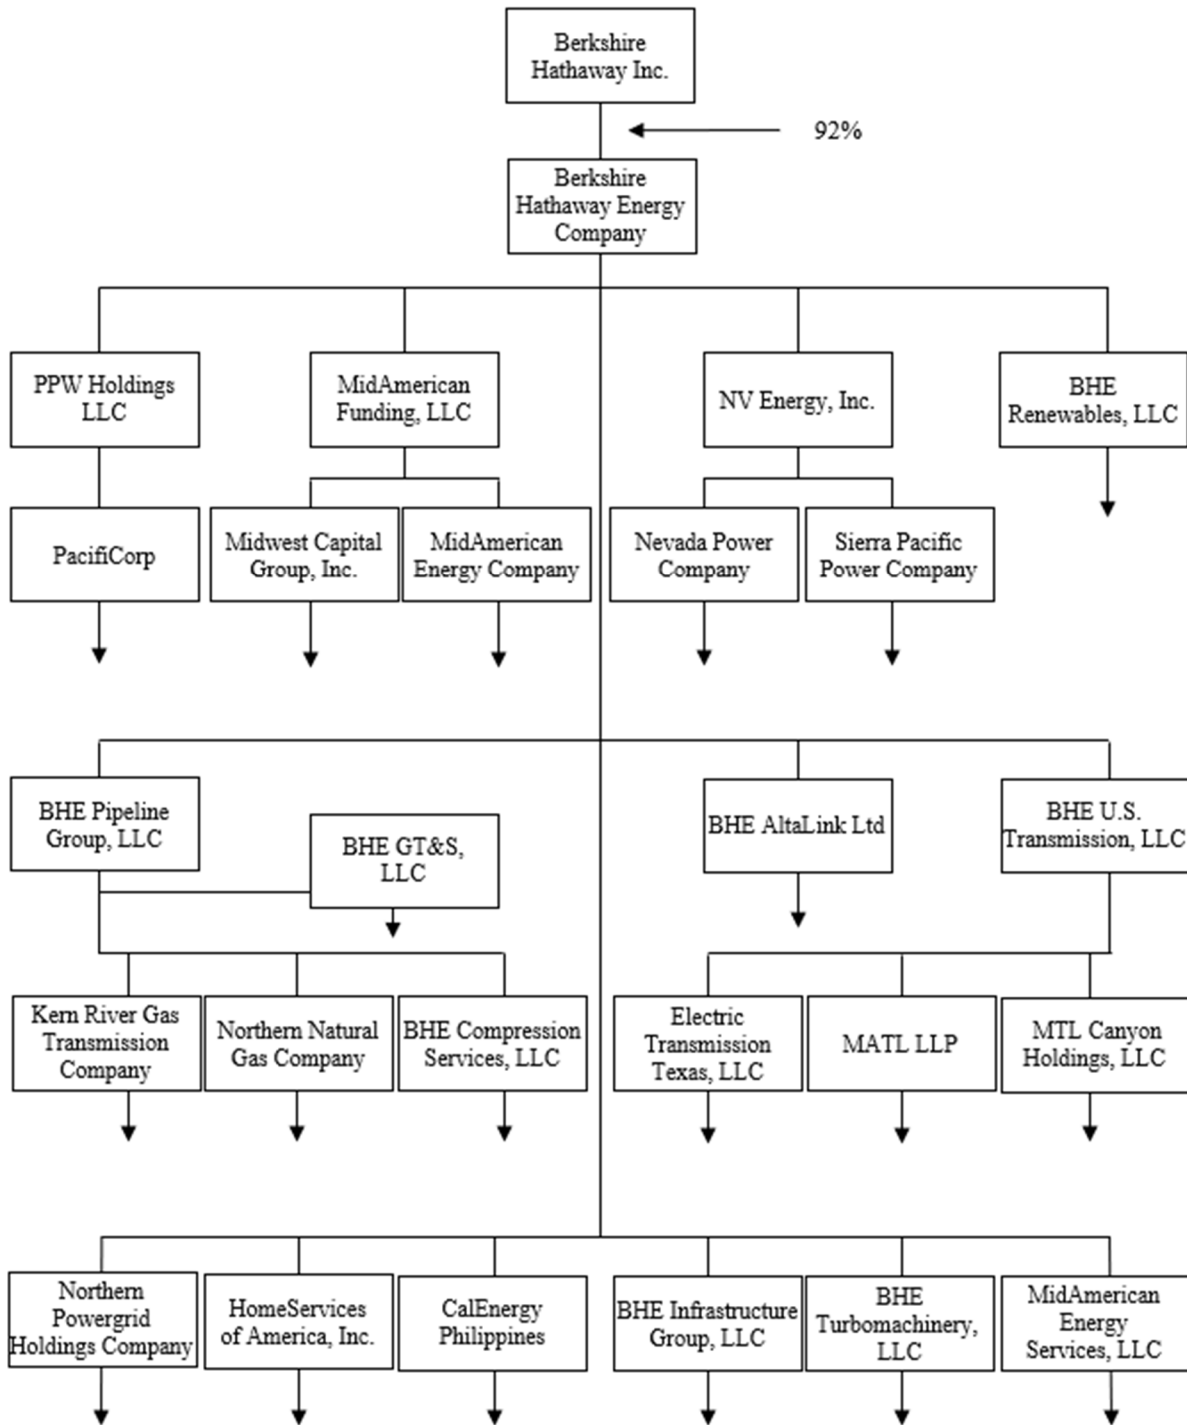 Berkshire
Hathaway Inc.
92%
Berkshire
Hathaway Energy
Company
PPW Holdings
LLC
MidAmerican
Funding, LLC
NV Energy, Inc.
BHE
Renewables, LLC
PacifiCorp
Midwest Capital
Group, Inc.
MidAmerican
Energy Company
Nevada Power
Company
Sierra Pacific
Power Company
BHE Pipeline
Group, LLC
BHE GT&S,
LLC
BHE AltaLink Ltd
BHE U.S.
Transmission, LLC
Kern River Gas
Transmission
Company
Northern Natural
Gas Company
BHE Compression
Services, LLC
Electric
Transmission
Texas, LLC
MATL LLP
MTL Canyon
Holdings, LLC
Northern
Powergrid
Holdings Company
HomeServices
of America, Inc.
CalEnergy
Philippines
BHE Infrastructure
Group, LLC
BHE
Turbomachinery,
LLC
MidAmerican
Energy
Services, LLC